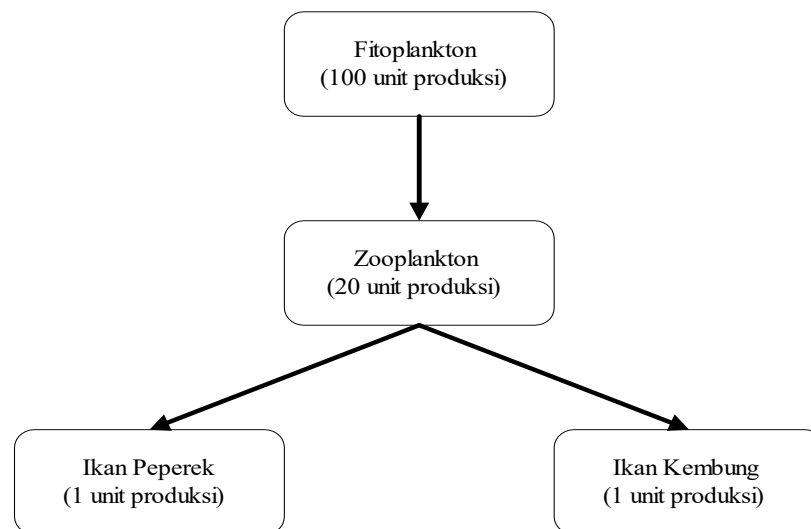 Fitoplankton
(100 unit produksi)
Zooplankton
(20 unit produksi)
Ikan Peperek
(1 unit produksi)
Ikan Kembung
(1 unit produksi)